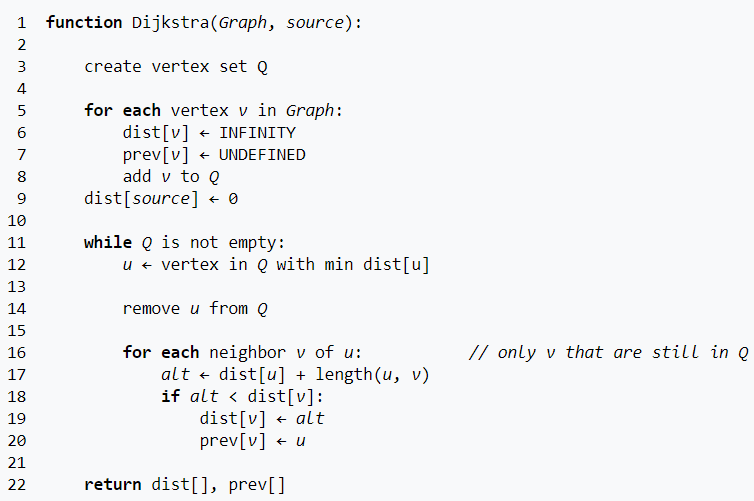 1 function Dijkstra(Graph, source):
2
3     create vertex set Q
4
5     for each vertex v in Graph:
6         dist[v] ← INFINITY
7         prev[v] ← UNDEFINED
8         add v to Q
9     dist[source] ← 0
10
11     while Q is not empty:
12         u ← vertex in Q with min dist[u]
13
14         remove u from Q
15
16         for each neighbor v of u:           // only v that are still in Q
17             alt ← dist[u] + length(u, v)
18             if alt < dist[v]:
19                 dist[v] ← alt
20                 prev[v] ← u
21
22     return dist[], prev[]